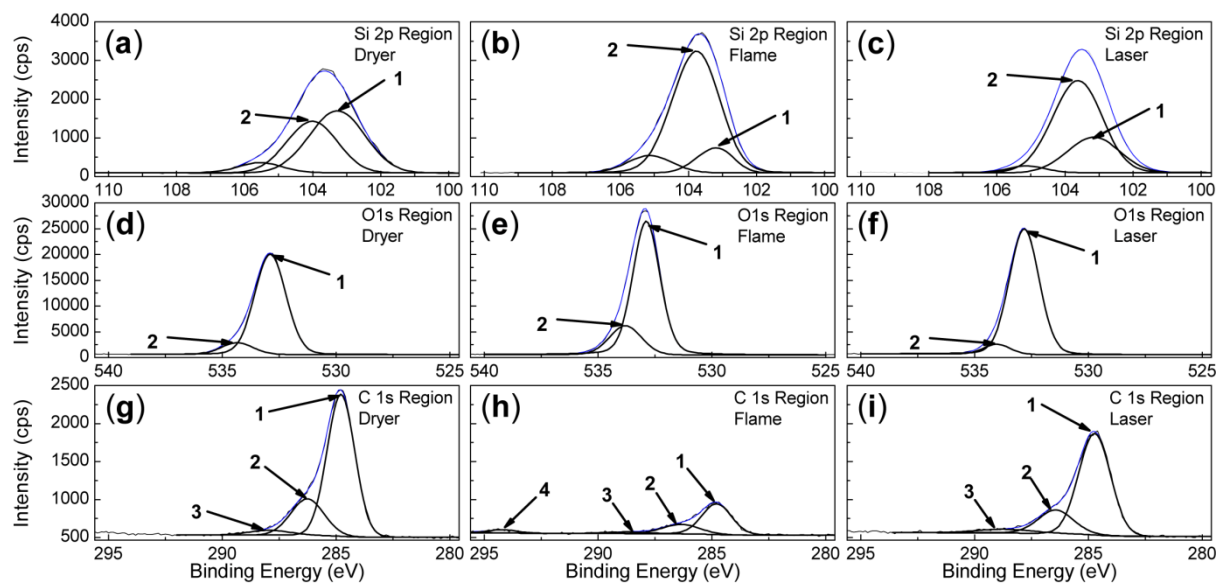 Intensity (cps)
4000
3000
2000
1000
0
(a)
Si 2p Region
Dryer
1
2
110 108 106 104 102 100
(b)
Si 2p Region
Flame
2
1
110 108 106 104 102 100
(c)
Si 2p Region
Laser
2
1
110 108 106 104 102 100
Intensity (cps)
30000
25000
20000
15000
10000
5000
0
(d)
O1s Region
Dryer
1
2
540 535 530 525
(e)
O1s Region
Flame
1
2
540 535 530 525
(f)
O1s Region
Laser
1
2
540 535 530 525
Intensity (cps)
2500
2000
1500
1000
500
(g)
C 1s Region
Dryer
1
2
3
295 290 285 280
Binding Energy (eV)
(h)
C 1s Region
Flame
4
3
2
1
295 290 285 280
Binding Energy (eV)
(i)
C 1s Region
Laser
1
2
3
295 290 285 280
Binding Energy (eV)